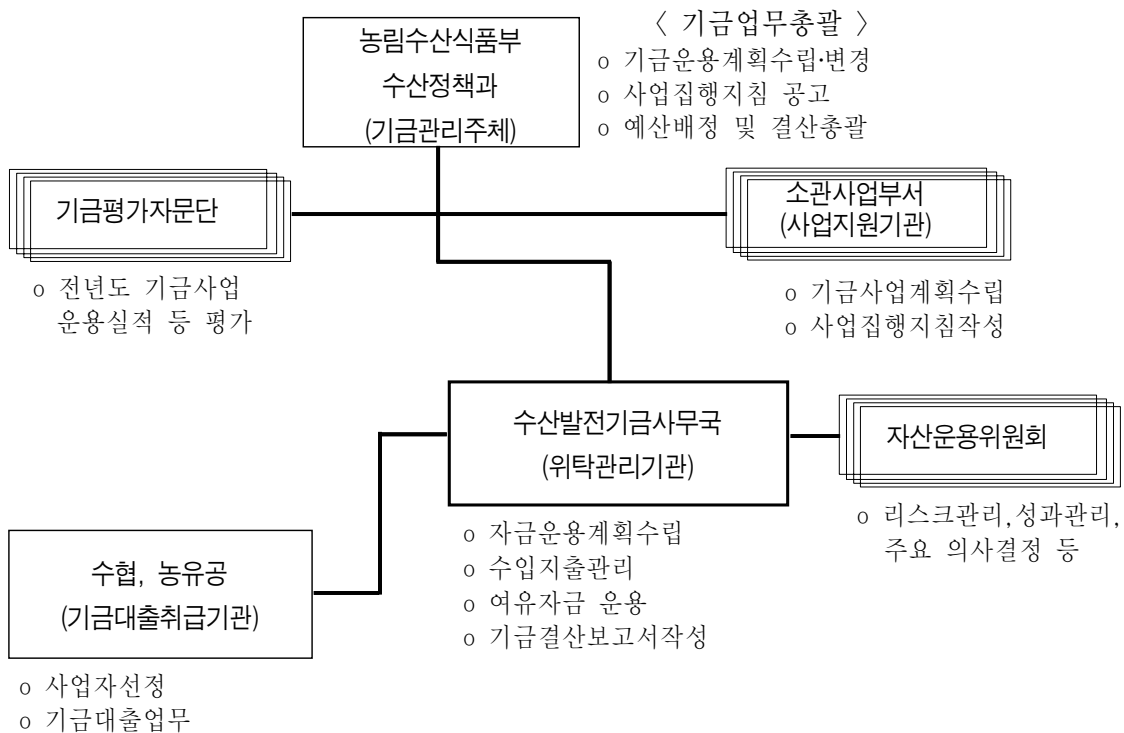 농림수산식품부
수산정책과
(기금관리주체)
〈 기금업무총괄 〉
o 기금운용계획수립·변경
o 사업집행지침 공고
o 예산배정 및 결산총괄
기금평가자문단
o 전년도 기금사업
운용실적 등 평가
소관사업부서
(사업지원기관)
o 기금사업계획수립
o 사업집행지침작성
수산발전기금사무국
(위탁관리기관)
o 자금운용계획수립
o 수입지출관리
o 여유자금 운용
o 기금결산보고서작성
자산운용위원회
o 리스크관리,성과관리,
주요 의사결정 등
수협, 농유공
(기금대출취급기관)
o 사업자선정
o 기금대출업무